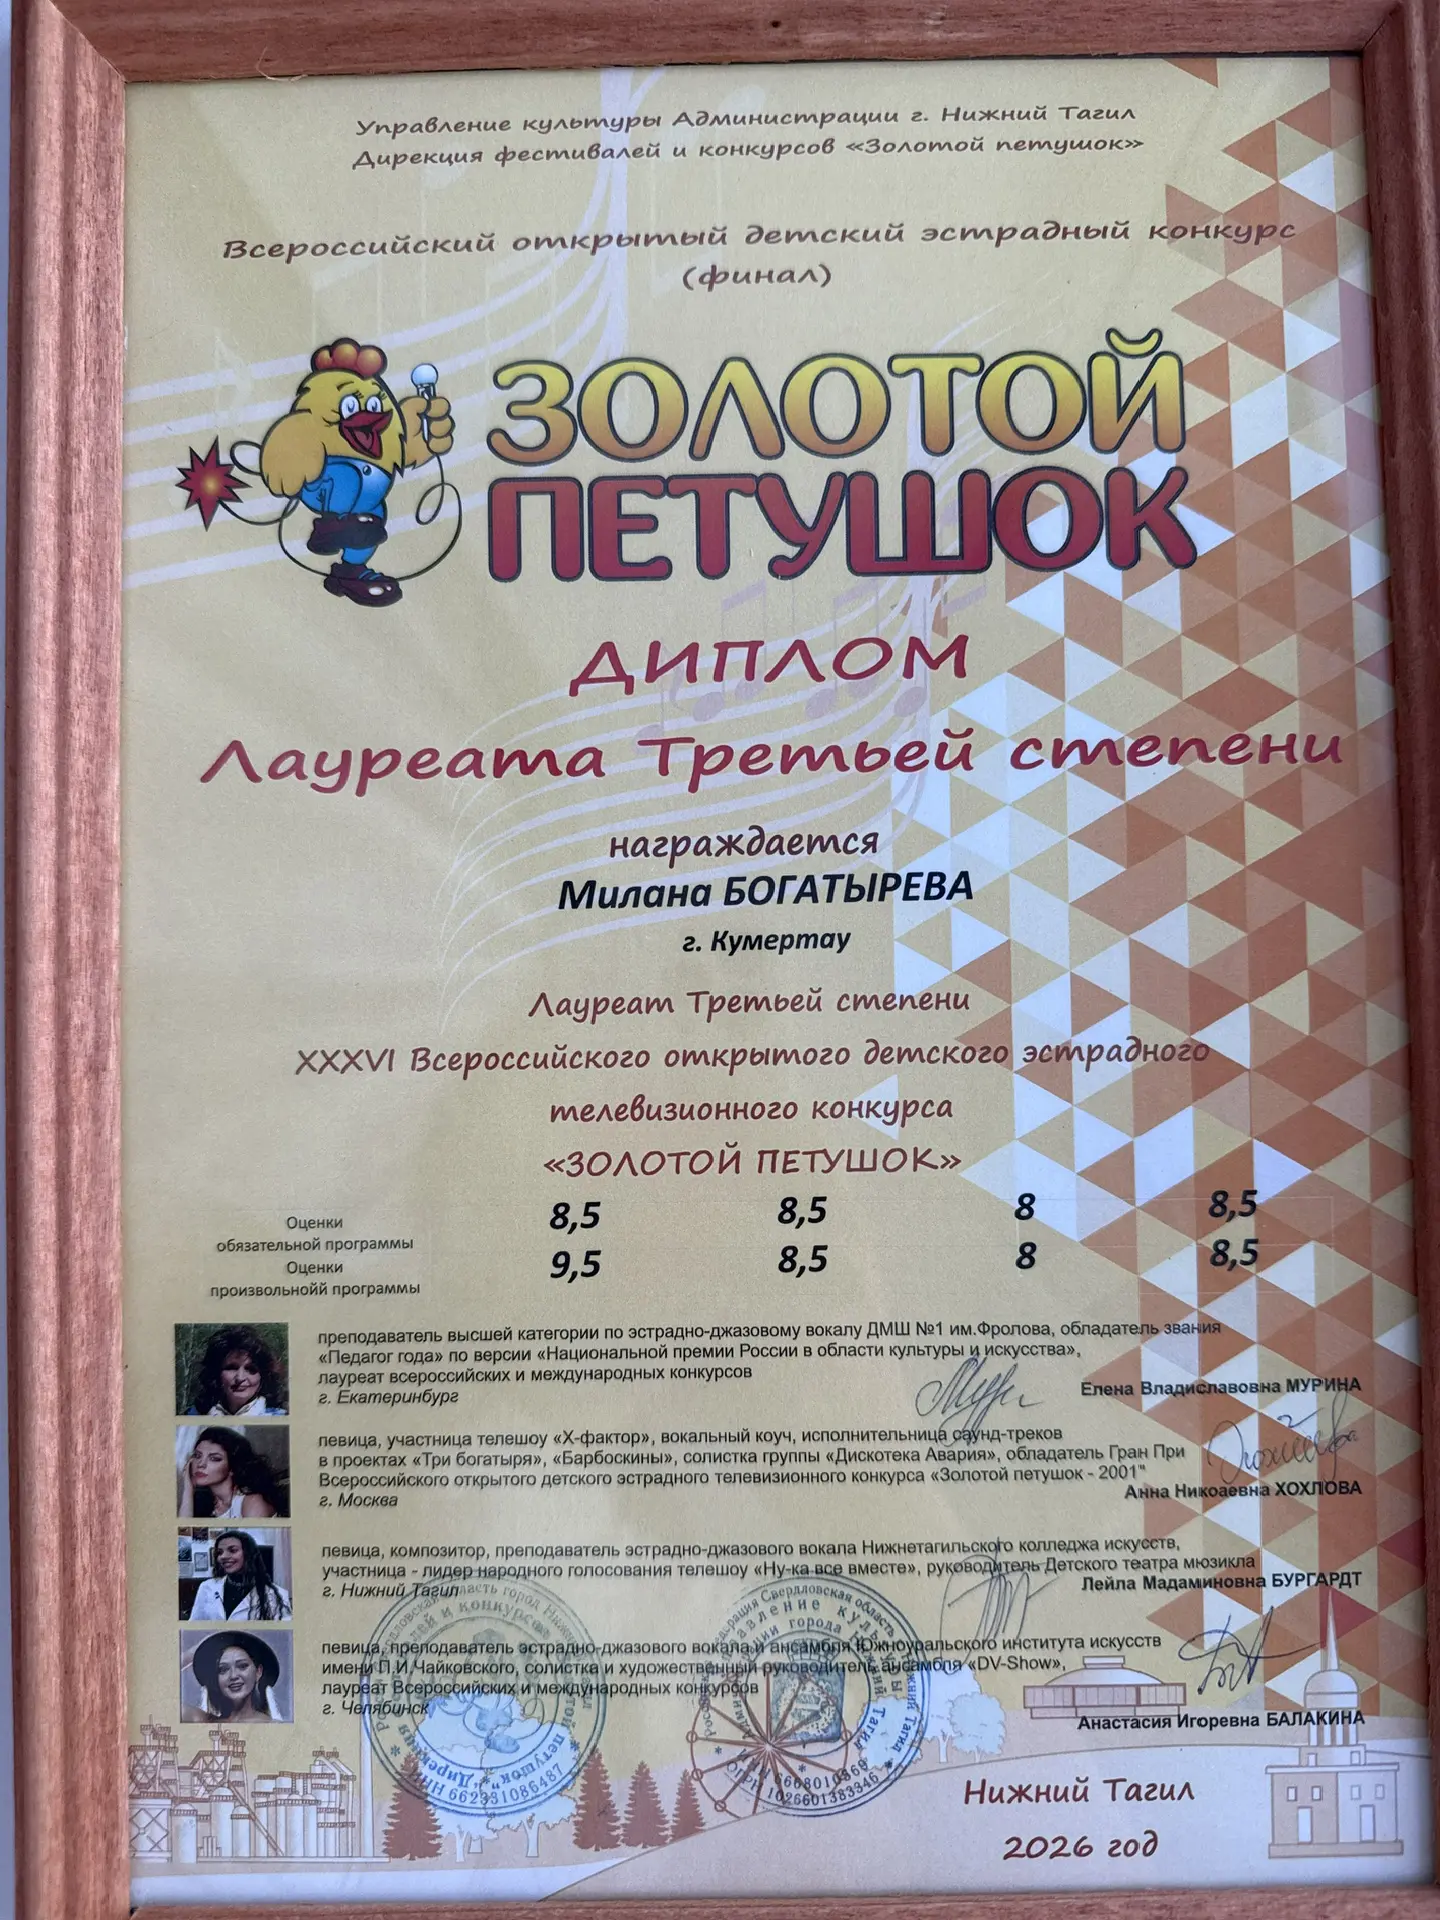 Управление культуры Администрации г. Нижний Тагил
Дирекция фестивалей и конкурсов «Золотой петушок»
Всероссийский открытый детский эстрадный конкурс
(финал)
ЗОЛОТОЙ
ПЕТУШОК
ДИПЛОМ
Лауреата Третьей степени
награждается
Милана БОГАТЫРЕВА
г. Кумертау
Лауреат Третьей степени
XXXVI Всероссийского открытого детского эстрадного
телевизионного конкурса
«ЗОЛОТОЙ ПЕТУШОК»
Оценки
обязательной программы
8,5 8,5 8 8,5
Оценки
произвольнойй программы
9,5 8,5 8 8,5
преподаватель высшей категории по эстрадно-джазовому вокалу ДМШ №1 им.Фролова, обладатель звания
«Педагог года» по версии «Национальной премии России в области культуры и искусства»,
лауреат всероссийских и международных конкурсов
г. Екатеринбург
Елена Владиславовна МУРИНА
певица, участница телешоу «Х-фактор», вокальный коуч, исполнительница саунд-треков
в проектах «Три богатыря», «Барбоскины», солистка группы «Дискотека Авария», обладатель Гран При
Всероссийского открытого детского эстрадного телевизионного конкурса «Золотой петушок - 2001"
г. Москва
Анна Никоаевна ХОХЛОВА
певица, композитор, преподаватель эстрадно-джазового вокала Нижнетагильского колледжа искусств,
участница - лидер народного голосования телешоу «Ну-ка все вместе», руководитель Детского театра мюзикла
г. Нижний Тагил
Лейла Мадаминовна БУРГАРДТ
певица, преподаватель эстрадно-джазового вокала и ансамбля Южноуральского института искусств
имени П.И.Чайковского, солистка и художественный руководитель ансамбля «DV-Show»,
лауреат Всероссийских и международных конкурсов
г. Челябинск
Анастасия Игоревна БАЛАКИНА
ИНН 662331086487
"Дирекция
ОГРН 1026601383346
Нижний Тагил
2026 год